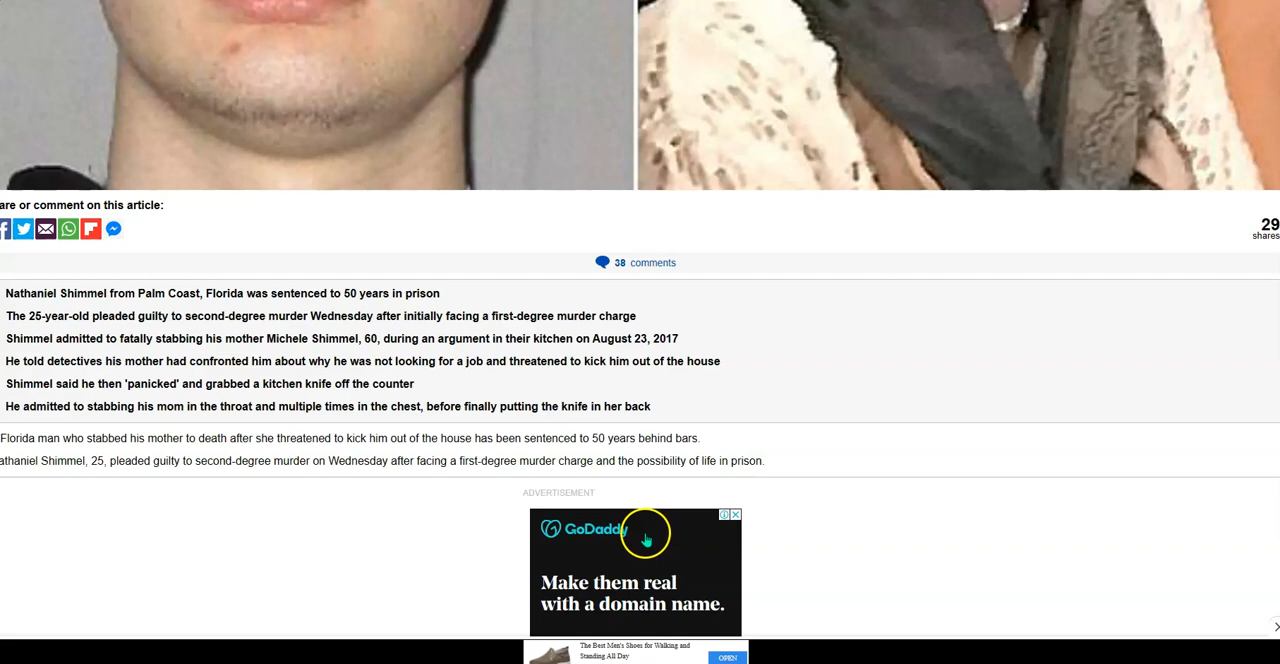 are or comment on this article:
29
shares
38 comments
Nathaniel Shimmel from Palm Coast, Florida was sentenced to 50 years in prison
The 25-year-old pleaded guilty to second-degree murder Wednesday after initially facing a first-degree murder charge
Shimmel admitted to fatally stabbing his mother Michele Shimmel, 60, during an argument in their kitchen on August 23, 2017
He told detectives his mother had confronted him about why he was not looking for a job and threatened to kick him out of the house
Shimmel said he then 'panicked' and grabbed a kitchen knife off the counter
He admitted to stabbing his mom in the throat and multiple times in the chest, before finally putting the knife in her back
Florida man who stabbed his mother to death after she threatened to kick him out of the house has been sentenced to 50 years behind bars.
athaniel Shimmel, 25, pleaded guilty to second-degree murder on Wednesday after facing a first-degree murder charge and the possibility of life in prison.
ADVERTISEMENT
GoDaddy
Make them real
with a domain name.
The Best Men's Shoes for Walking and
Standing All Day
OPEN